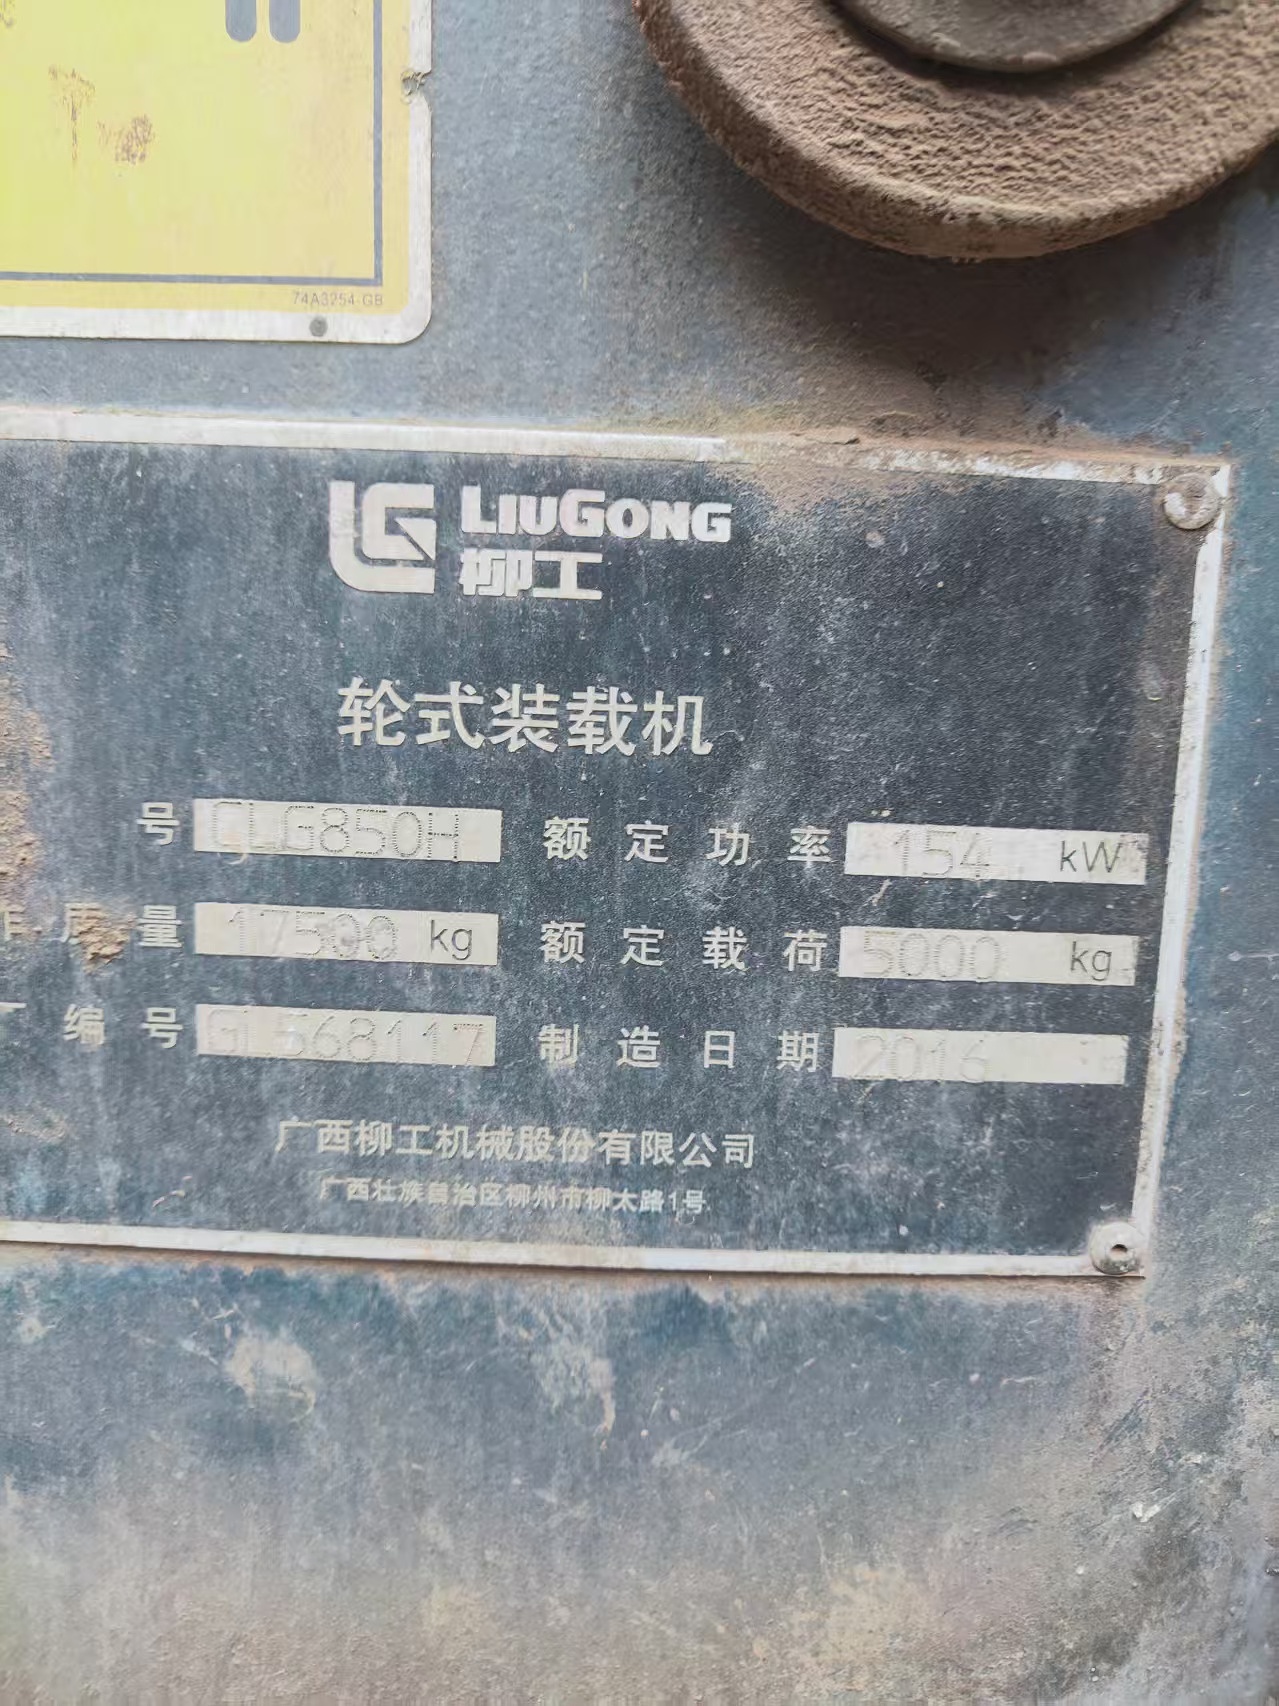 74A3254-GB
LIUGONG
柳工
轮式装载机
号 CLG850H 额定功率 154 kW
作质量 17500 kg 额定载荷 5000 kg
编号 GL568117 制造日期 2016
广西柳工机械股份有限公司
广西壮族自治区柳州市柳太路1号